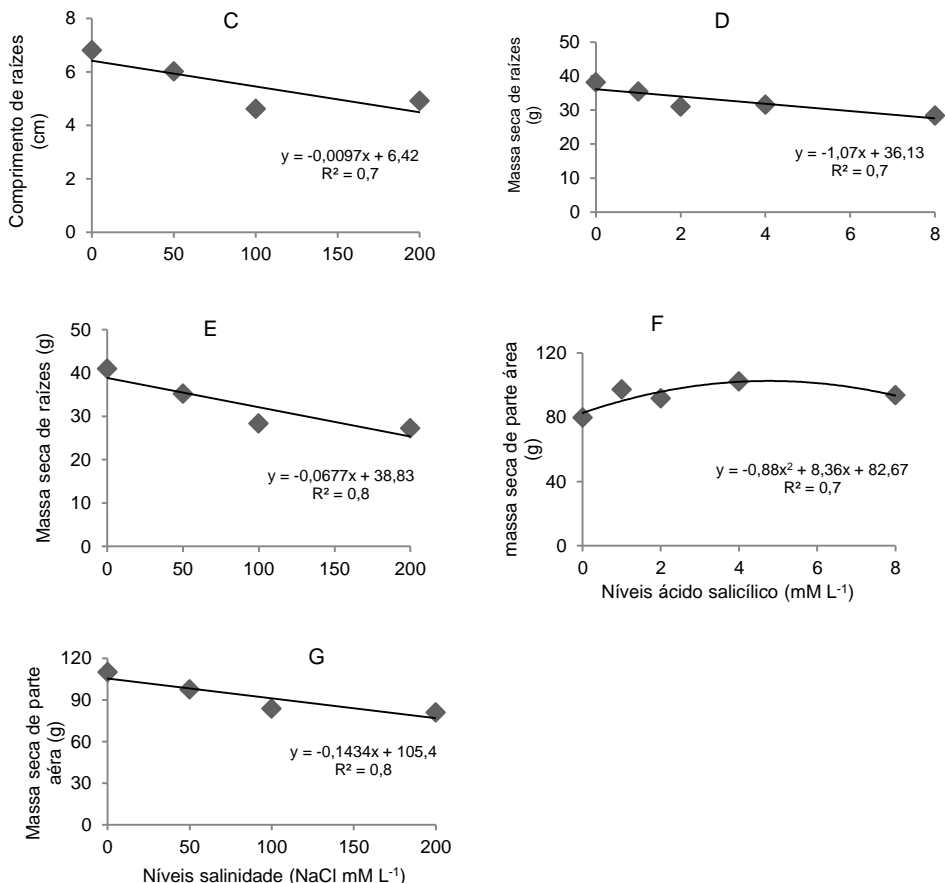 C
Comprimento de raízes
(cm)
8
6
4
2
0
0 50 100 150 200
y = -0,0097x + 6,42
R² = 0,7
D
Massa seca de raízes
(g)
50
40
30
20
10
0
0 2 4 6 8
y = -1,07x + 36,13
R² = 0,7
E
Massa seca de raízes (g)
50
40
30
20
10
0
0 50 100 150 200
y = -0,0677x + 38,83
R² = 0,8
F
massa seca de parte área
(g)
120
80
40
0
0 2 4 6 8
y = -0,88x² + 8,36x + 82,67
R² = 0,7
Níveis ácido salicílico (mM L⁻¹)
G
Massa seca de parte
aéra (g)
120
90
60
30
0
0 50 100 150 200
y = -0,1434x + 105,4
R² = 0,8
Níveis salinidade (NaCl mM L⁻¹)